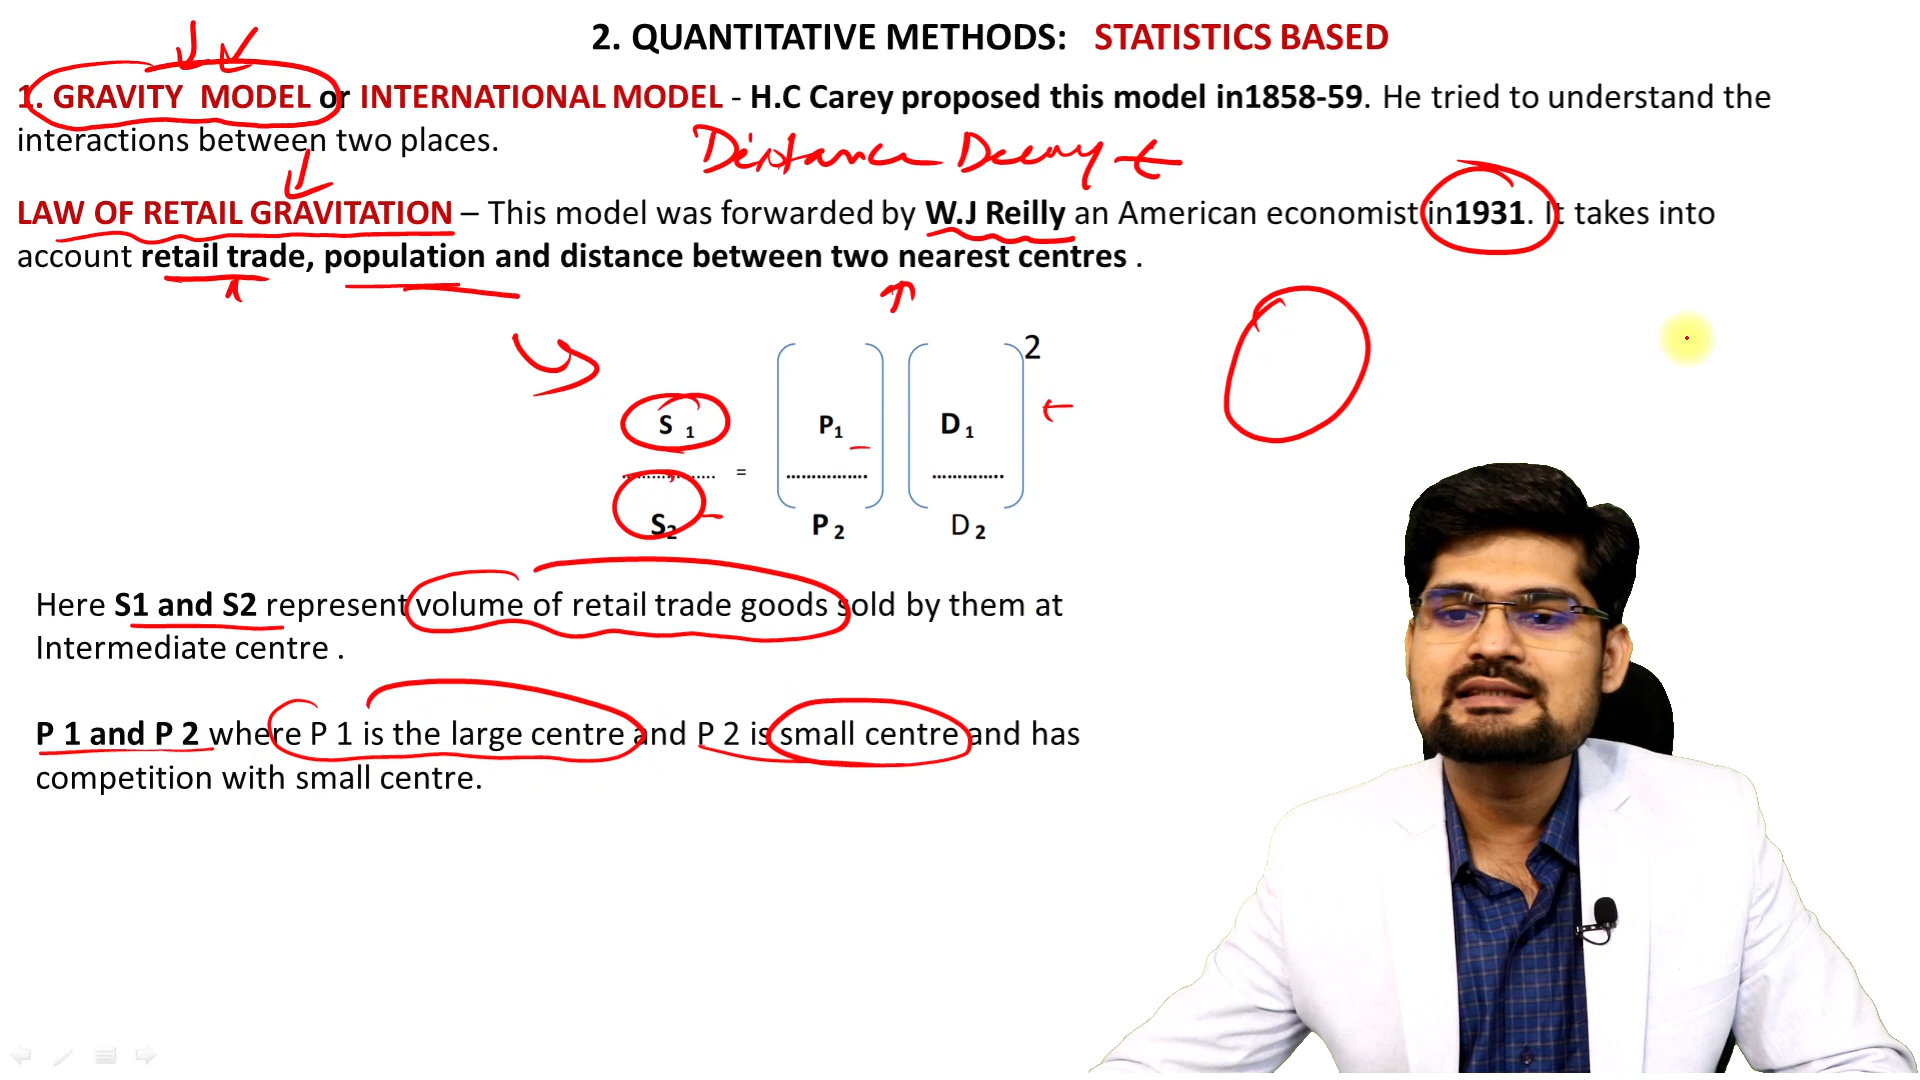 2. QUANTITATIVE METHODS: STATISTICS BASED
1. GRAVITY MODEL or INTERNATIONAL MODEL - H.C Carey proposed this model in1858-59. He tried to understand the
interactions between two places.
Distance Decay
LAW OF RETAIL GRAVITATION – This model was forwarded by W.J Reilly an American economist in1931. It takes into
account retail trade, population and distance between two nearest centres .
2
S 1 P1 D 1
................. = ................ .............
S2 P 2 D 2
Here S1 and S2 represent volume of retail trade goods sold by them at
Intermediate centre .
P 1 and P 2 where P 1 is the large centre and P 2 is small centre and has
competition with small centre.